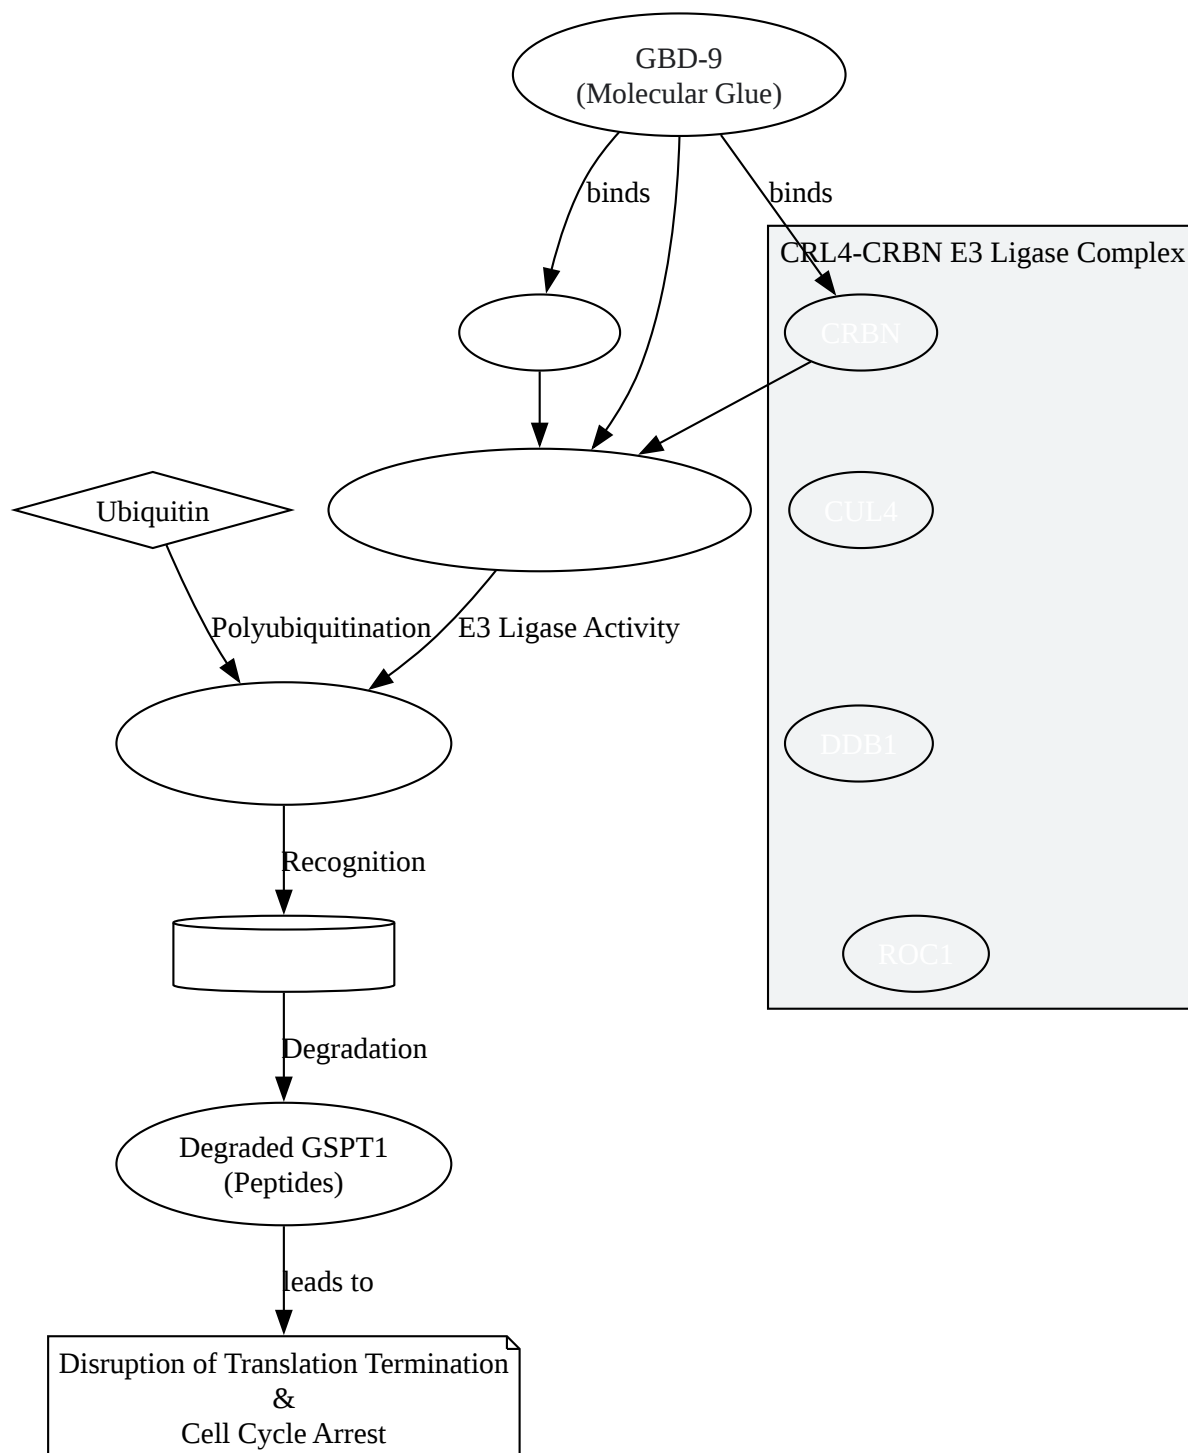 GBD-9
(Molecular Glue)
binds
binds
CRL4-CRBN E3 Ligase Complex
CRBN
Ubiquitin
CUL4
Polyubiquitination
E3 Ligase Activity
DDB1
Recognition
ROC1
Degradation
Degraded GSPT1
(Peptides)
leads to
Disruption of Translation Termination
&
Cell Cycle Arrest